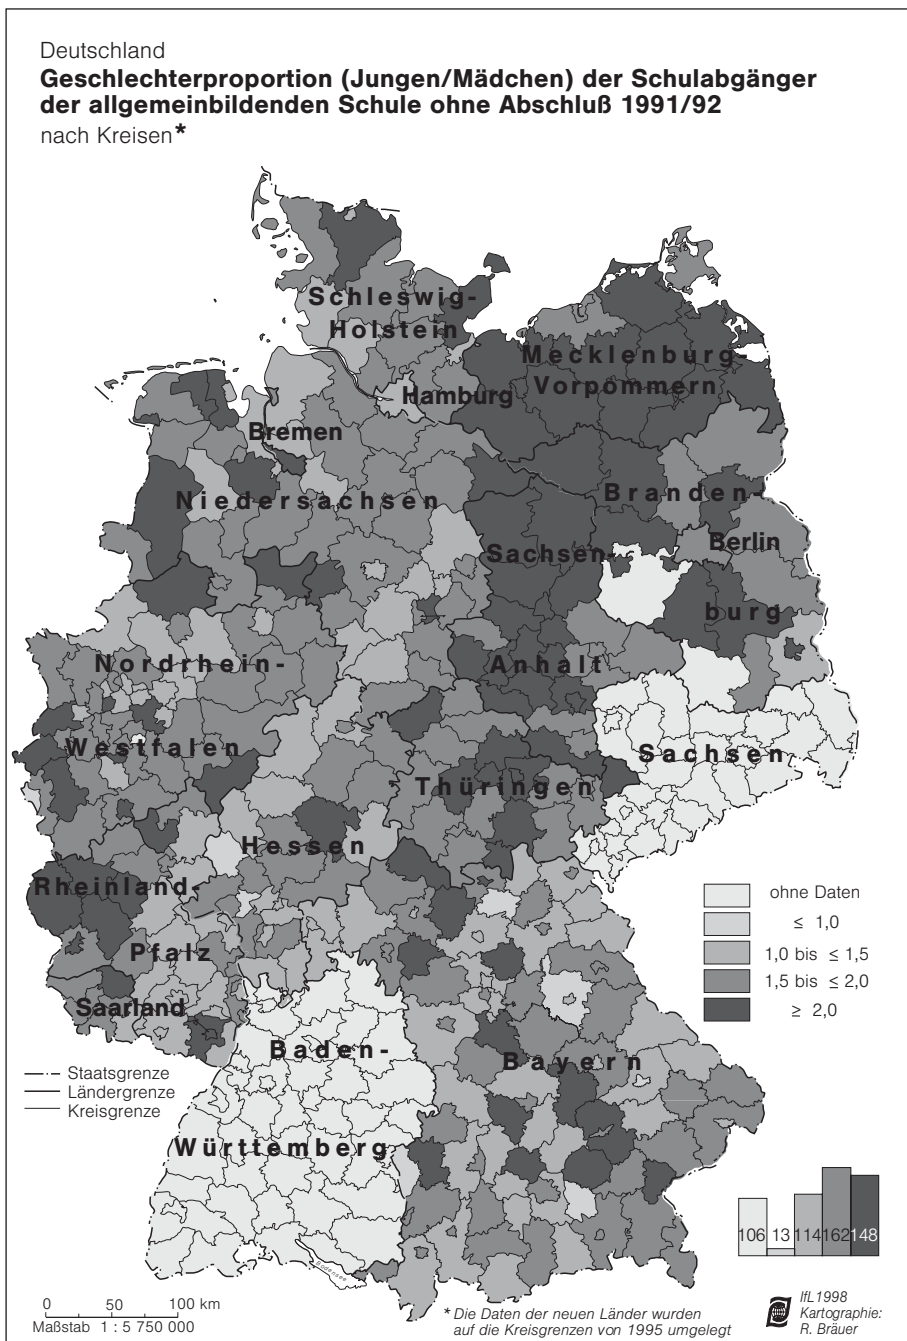 Deutschland
Geschlechterproportion (Jungen/Mädchen) der Schulabgänger
der allgemeinbildenden Schule ohne Abschluß 1991/92
nach Kreisen*
Schleswig-
Holstein
Mecklenburg-
Vorpommern
Hamburg
Bremen
Niedersachsen
Branden-
Berlin
Sachsen-
burg
Nordrhein-
Anhalt
Westfalen
Sachsen
Thüringen
Hessen
Rheinland-
Pfalz
Saarland
Baden-
Bayern
Württemberg
Bodensee
ohne Daten
≤ 1,0
1,0 bis ≤ 1,5
1,5 bis ≤ 2,0
≥ 2,0
Staatsgrenze
Ländergrenze
Kreisgrenze
106 13 114 162 148
0 50 100 km
Maßstab 1 : 5 750 000
* Die Daten der neuen Länder wurden
auf die Kreisgrenzen von 1995 umgelegt
IfL 1998
Kartographie:
R. Bräuer